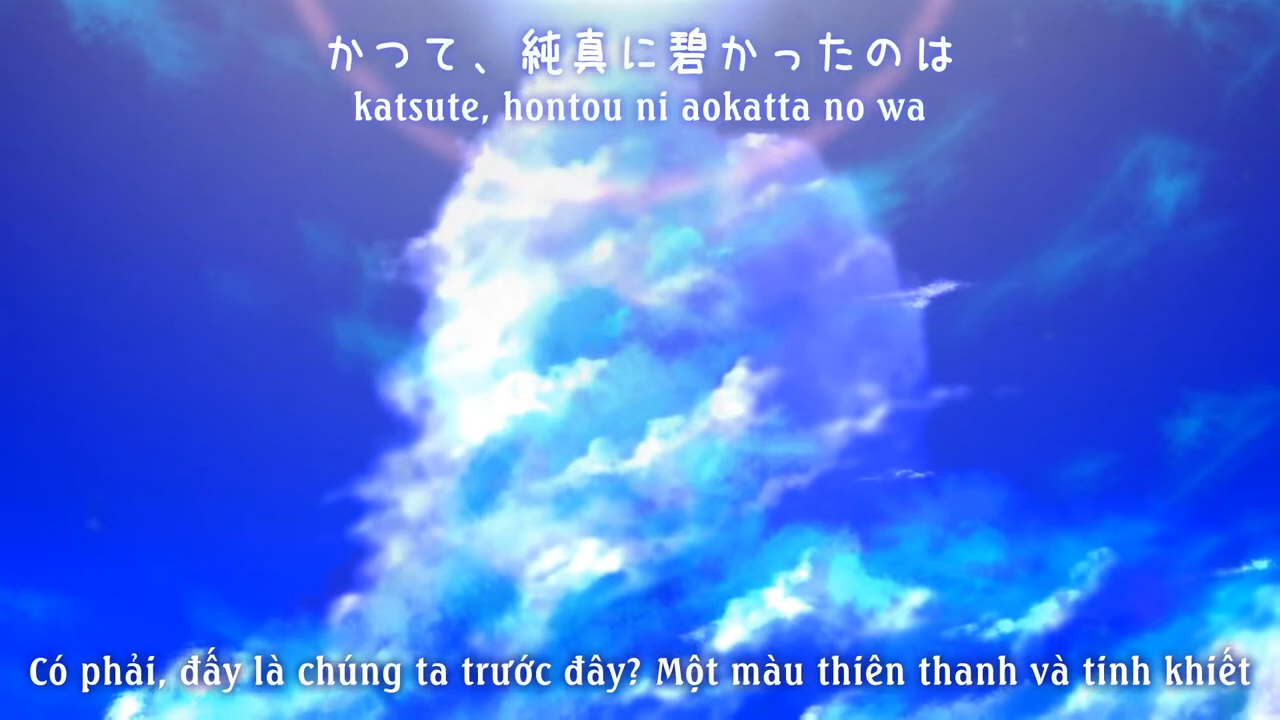 かつて、純真に碧かったのは
katsute, hontou ni aokatta no wa
Có phải, đấy là chúng ta trước đây? Một màu thiên thanh và tinh khiết